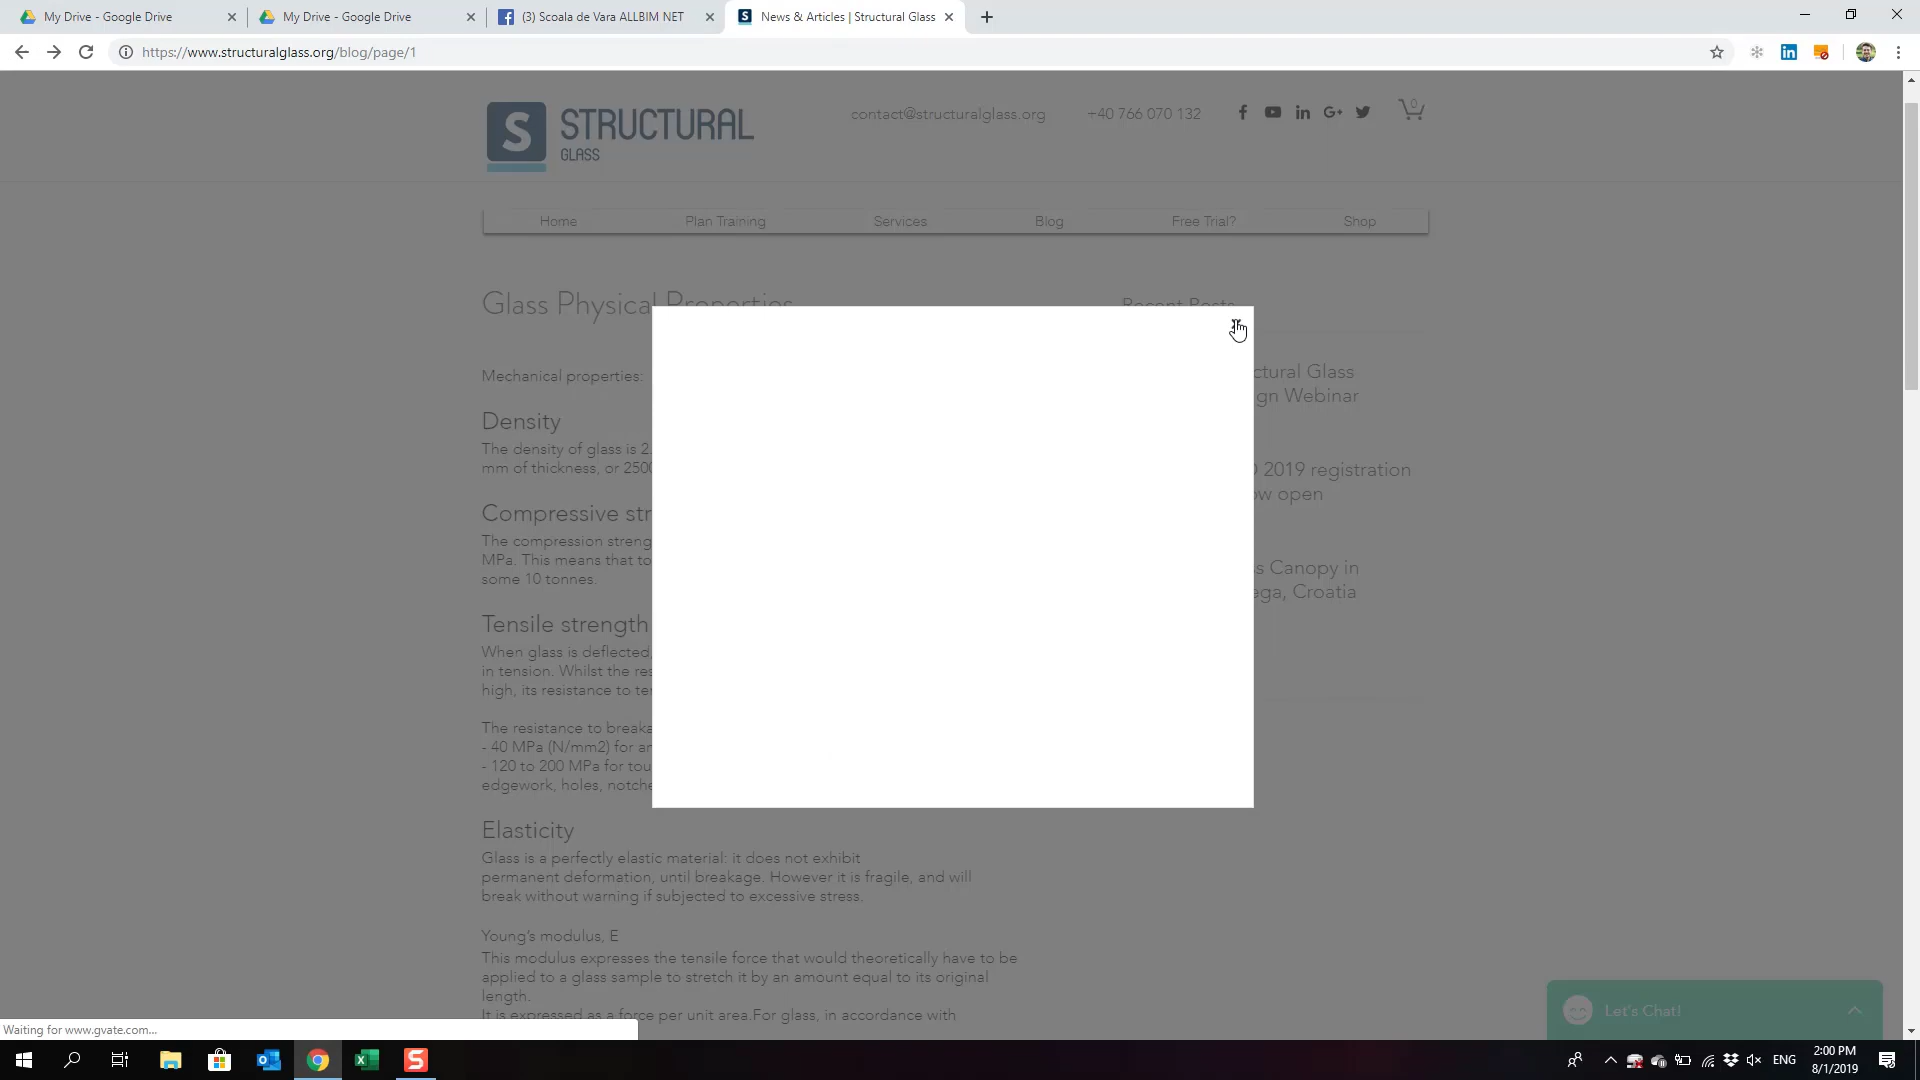 My Drive - Google Drive
My Drive - Google Drive
(3) Scoala de Vara ALLBIM NET
News & Articles | Structural Glass
https://www.structuralglass.org/blog/page/1
S STRUCTURAL
GLASS
contact@structuralglass.org
+40 766 070 132
0
Home
Plan Training
Services
Blog
Free Trial?
Shop
Glass Physical Properties
Mechanical properties:
Density
The density of glass is 2.
mm of thickness, or 2500
Compressive str
The compression streng
MPa. This means that to
some 10 tonnes.
Tensile strength
When glass is deflected,
in tension. Whilst the res
high, its resistance to ter
The resistance to breaka
- 40 MPa (N/mm2) for an
- 120 to 200 MPa for tou
edgework, holes, notche
Elasticity
Glass is a perfectly elastic material: it does not exhibit
permanent deformation, until breakage. However it is fragile, and will
break without warning if subjected to excessive stress.
Young's modulus, E
This modulus expresses the tensile force that would theoretically have to be
applied to a glass sample to stretch it by an amount equal to its original
length.
It is expressed as a force per unit area.For glass, in accordance with
Recent Posts
ctural Glass
gn Webinar
2019 registration
ow open
s Canopy in
ega, Croatia
Let's Chat!
Waiting for www.gvate.com...
ENG
2:00 PM
8/1/2019